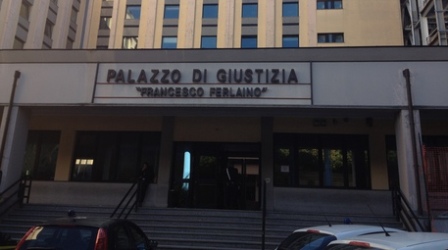 PALAZZO DI GIUSTIZIA
"FRANCESCO FERLAINO"